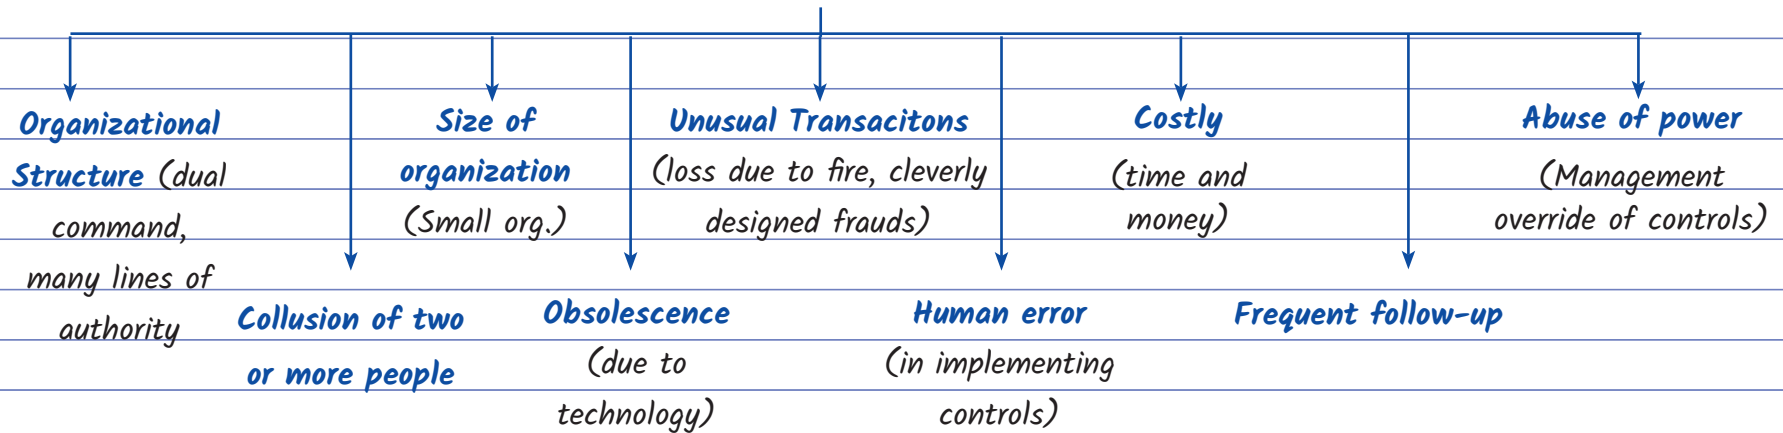 Organizational
Structure (dual
command,
many lines of
authority
Collusion of two
or more people
Size of
organization
(Small org.)
Obsolescence
(due to
technology)
Unusual Transacitons
(loss due to fire, cleverly
designed frauds)
Human error
(in implementing
controls)
Costly
(time and
money)
Frequent follow-up
Abuse of power
(Management
override of controls)